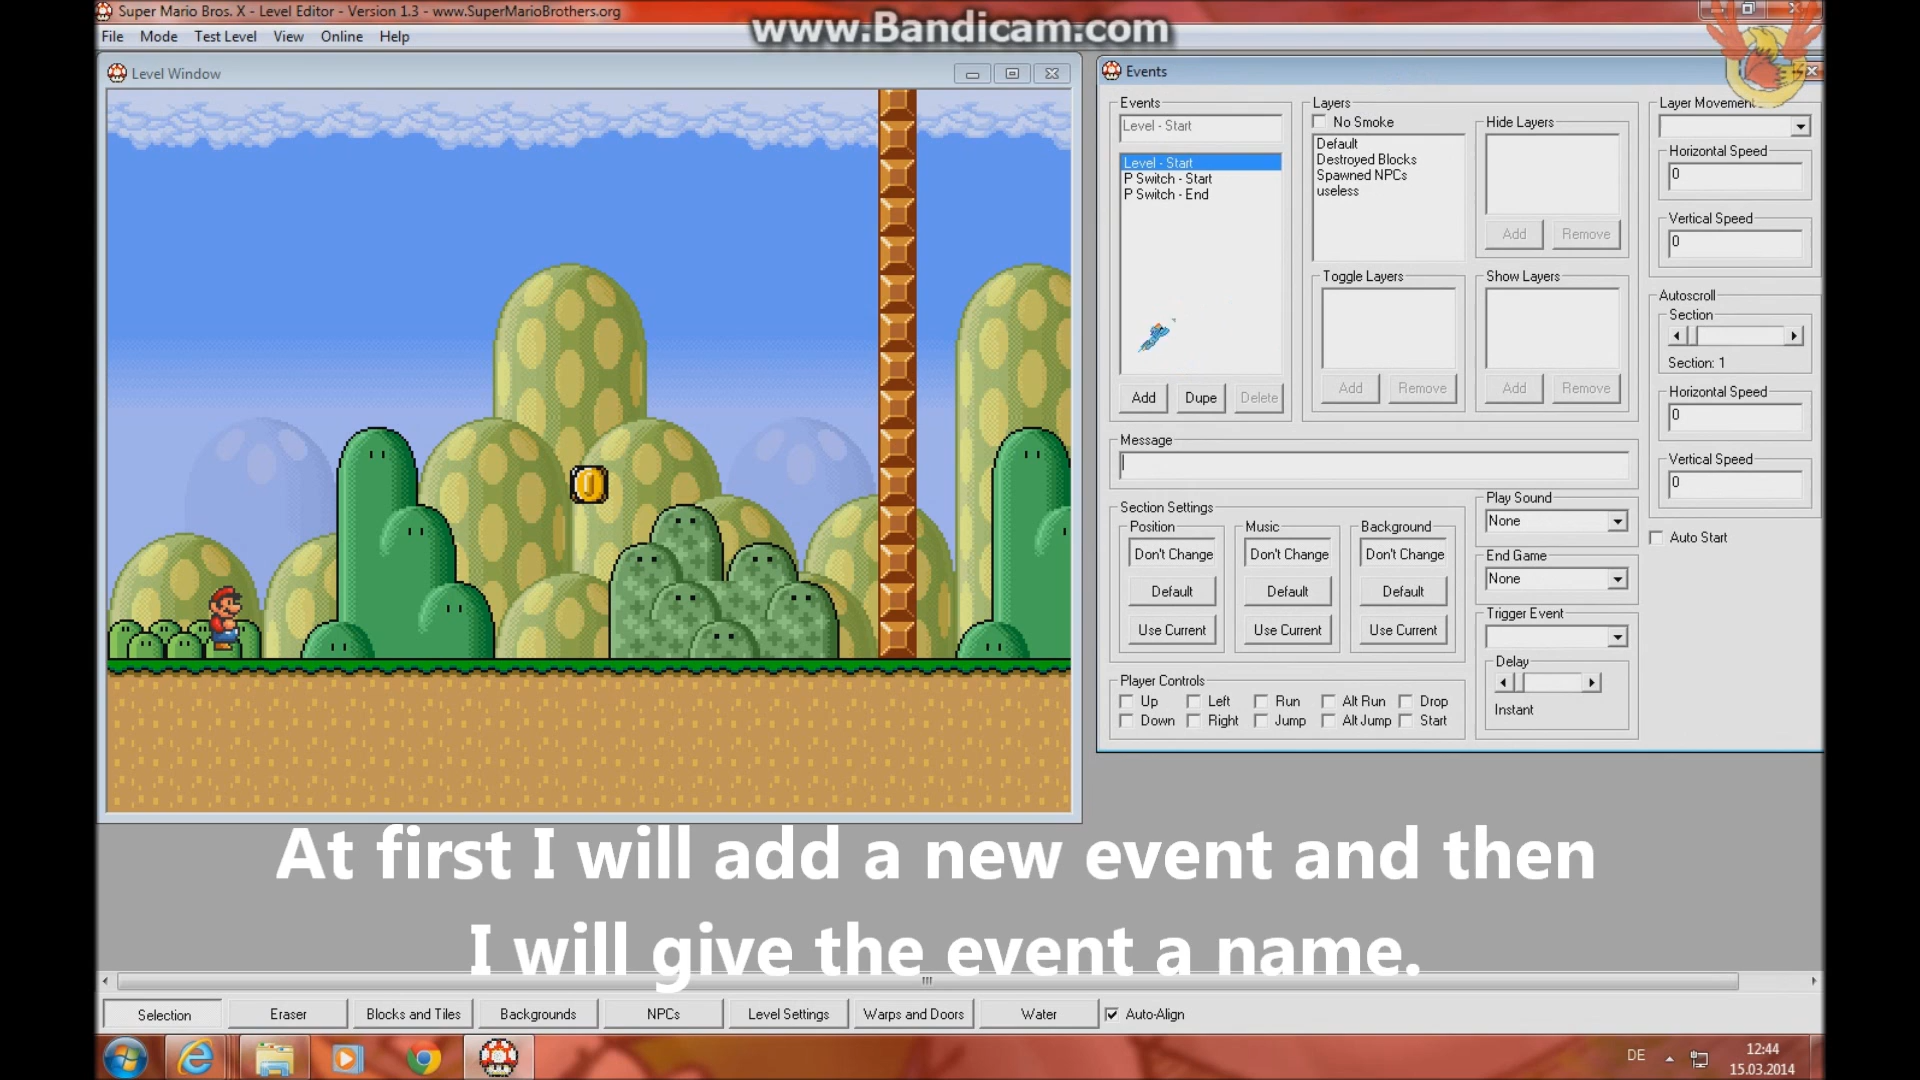 Super Mario Bros. X - Level Editor - Version 1.3 - www.SuperMarioBrothers.org
www.Bandicam.com
File Mode Test Level View Online Help
Level Window
Events
Events
Level - Start
Level - Start
P Switch - Start
P Switch - End
Add Dupe Delete
Layers
No Smoke
Default
Destroyed Blocks
Spawned NPCs
useless
Hide Layers
Add Remove
Toggle Layers
Add Remove
Show Layers
Add Remove
Layer Movement
Horizontal Speed
0
Vertical Speed
0
Autoscroll
Section
Section: 1
Horizontal Speed
0
Vertical Speed
0
Auto Start
Message
Section Settings
Position
Don't Change
Default
Use Current
Music
Don't Change
Default
Use Current
Background
Don't Change
Default
Use Current
Play Sound
None
End Game
None
Trigger Event
Delay
Instant
Player Controls
Up Left Run Alt Run Drop
Down Right Jump Alt Jump Start
At first I will add a new event and then
I will give the event a name.
Selection Eraser Blocks and Tiles Backgrounds NPCs Level Settings Warps and Doors Water Auto-Align
DE
12:44
15.03.2014